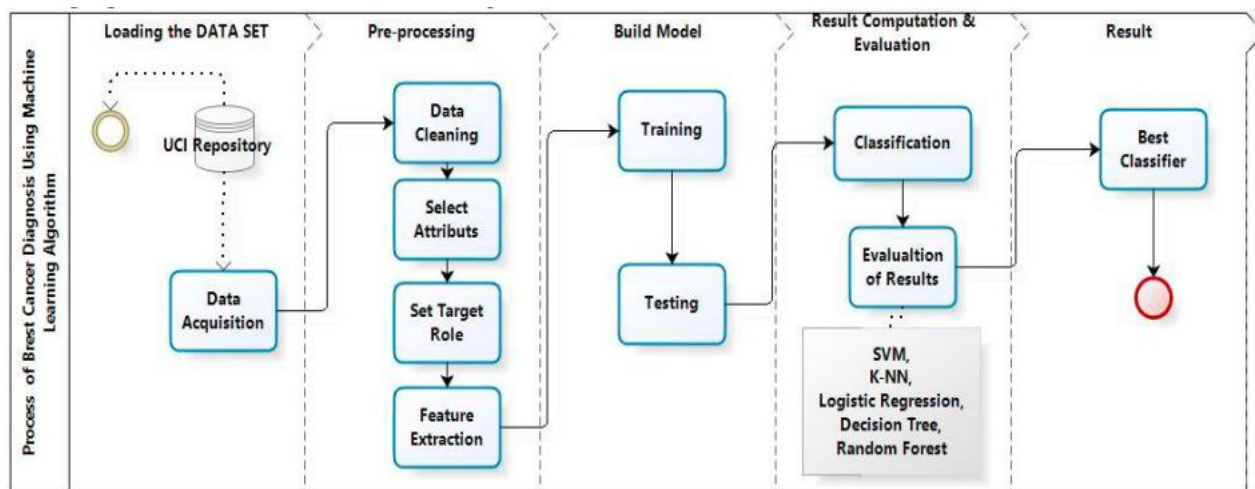 Process of Brest Cancer Diagnosis Using Machine
Learning Algorithm
Loading the DATA SET
UCI Repository
Data
Acquisition
Pre-processing
Data
Cleaning
Select
Attributs
Set Target
Role
Feature
Extraction
Build Model
Training
Testing
Result Computation &
Evaluation
Classification
Evaualtion
of Results
SVM,
K-NN,
Logistic Regression,
Decision Tree,
Random Forest
Result
Best
Classifier